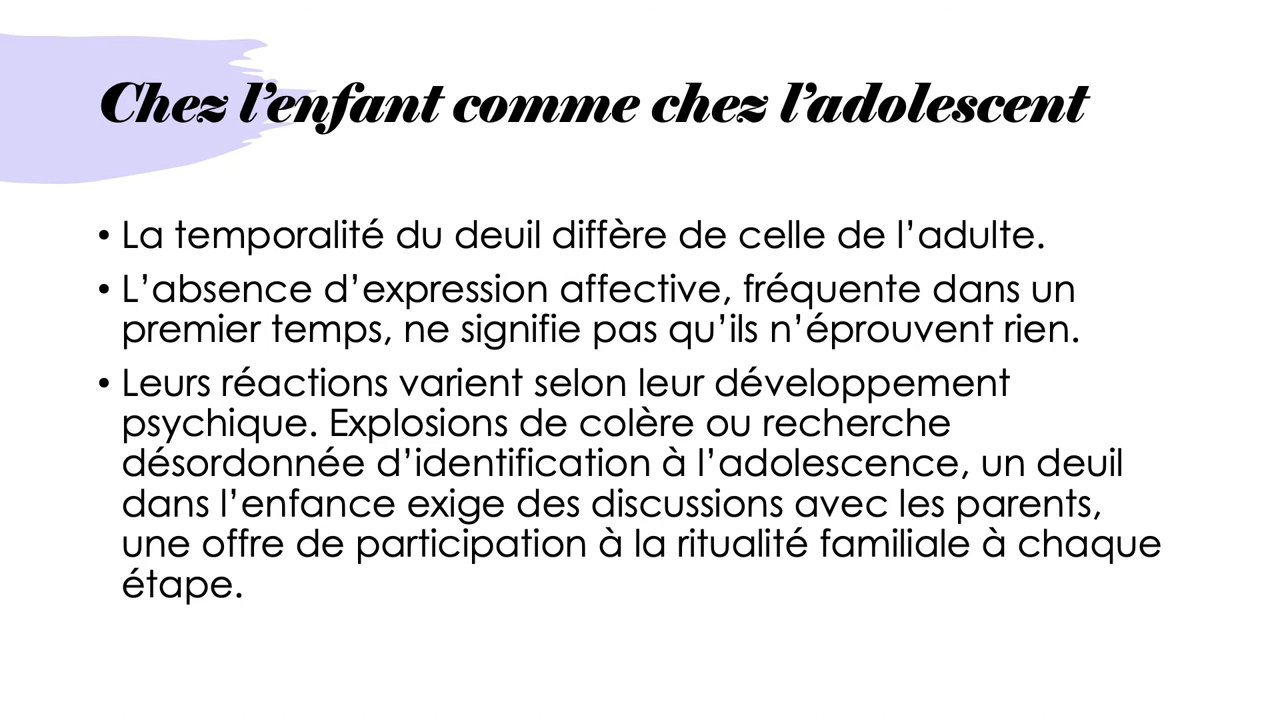 Chez l’enfant comme chez l’adolescent
• La temporalité du deuil diffère de celle de l’adulte.
• L’absence d’expression affective, fréquente dans un
premier temps, ne signifie pas qu’ils n’éprouvent rien.
• Leurs réactions varient selon leur développement
psychique. Explosions de colère ou recherche
désordonnée d’identification à l’adolescence, un deuil
dans l’enfance exige des discussions avec les parents,
une offre de participation à la ritualité familiale à chaque
étape.